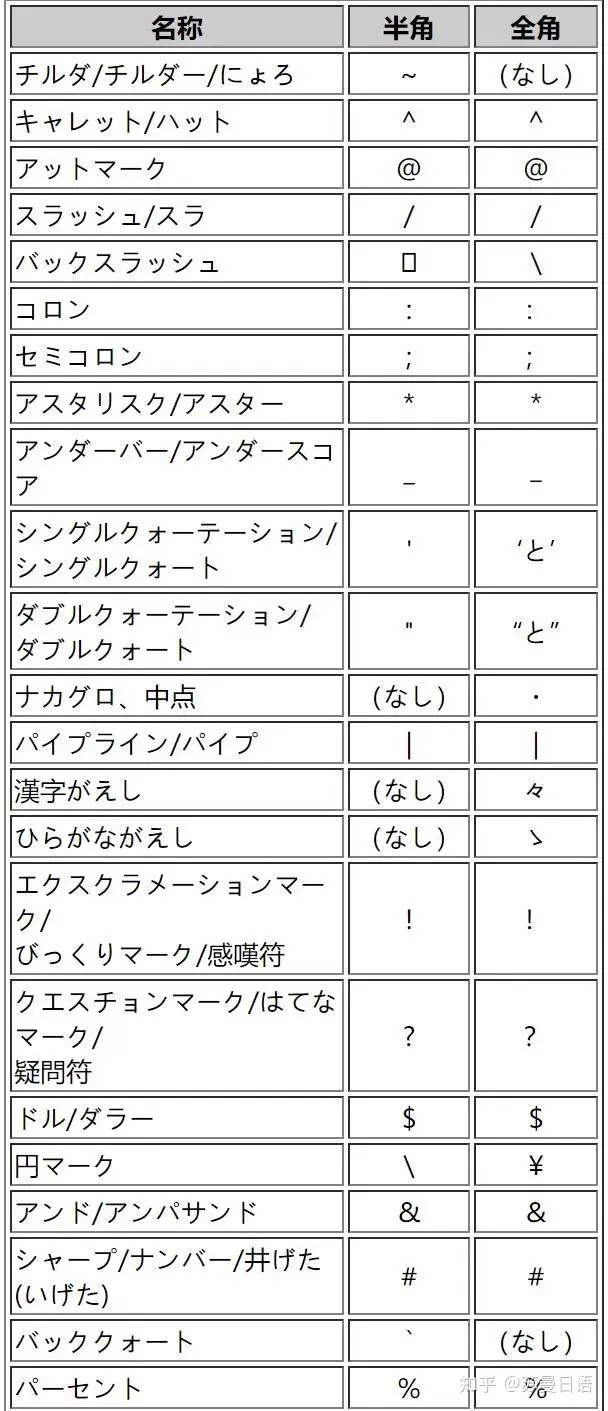 名称 半角 全角
チルダ/チルダー/にょろ ~ (なし)
キャレット/ハット ^ ＾
アットマーク @ ＠
スラッシュ/スラ / ／
バックスラッシュ □ ＼
コロン : ：
セミコロン ; ；
アスタリスク/アスター * ＊
アンダーバー/アンダースコ
ア _ ＿
シングルクォーテーション/
シングルクォート ' ‘と’
ダブルクォーテーション/
ダブルクォート " “と”
ナカグロ、中点 (なし) ・
パイプライン/パイプ | ｜
漢字がえし (なし) 々
ひらがながえし (なし) ゝ
エクスクラメーションマー
ク/
びっくりマーク/感嘆符 ! ！
クエスチョンマーク/はてな
マーク/
疑問符 ? ？
ドル/ダラー $ ＄
円マーク \ ￥
アンド/アンパサンド & ＆
シャープ/ナンバー/井げた
(いげた) # ＃
バッククォート ` (なし)
パーセント % ％
知乎 @苏曼日语